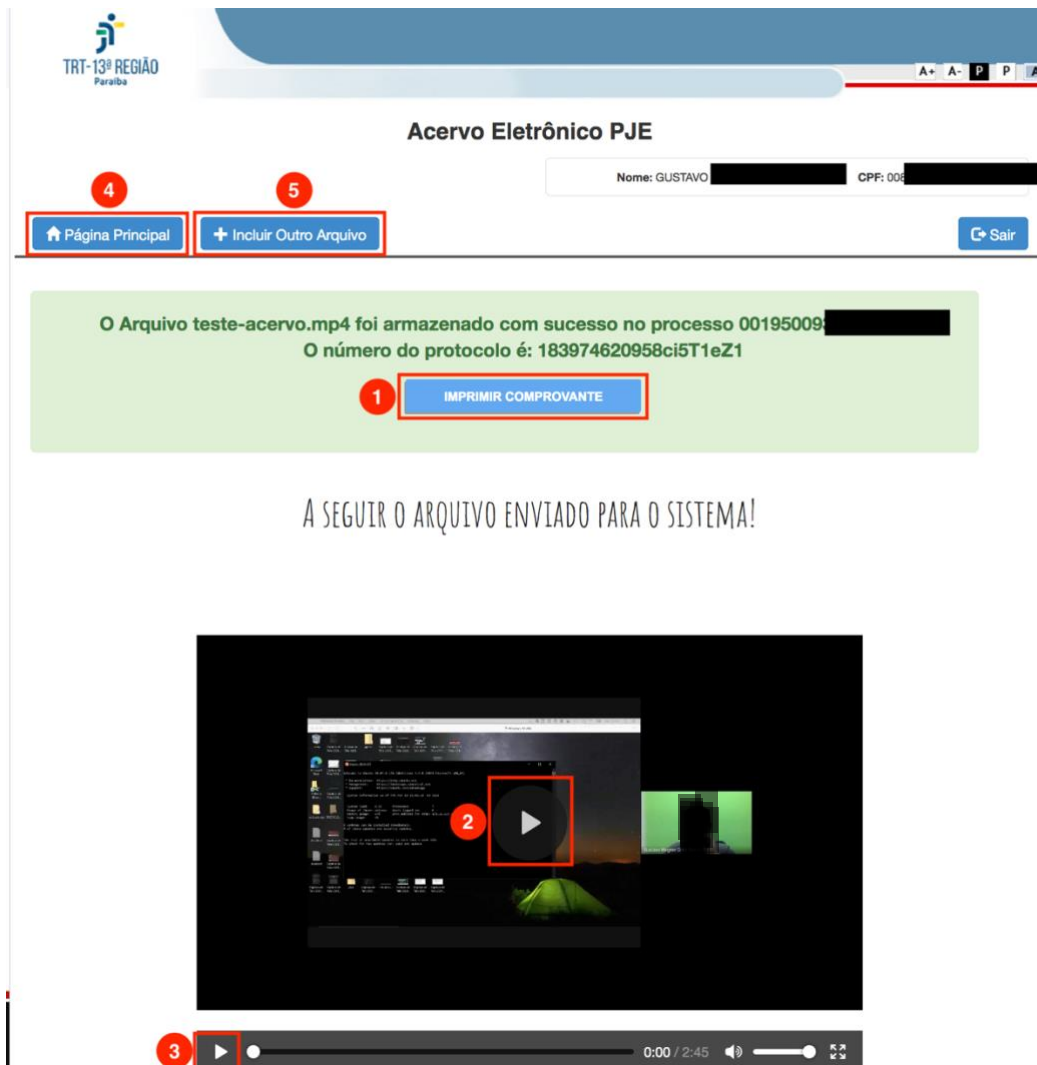 TRT-13ª REGIÃO
Paraíba
A+ A- P P A
Acervo Eletrônico PJE
Nome: GUSTAVO CPF: 008
4 5
Página Principal + Incluir Outro Arquivo Sair
O Arquivo teste-acervo.mp4 foi armazenado com sucesso no processo 00195009
O número do protocolo é: 183974620958ci5T1eZ1
1 IMPRIMIR COMPROVANTE
A SEGUIR O ARQUIVO ENVIADO PARA O SISTEMA!
2
3 0:00 / 2:45